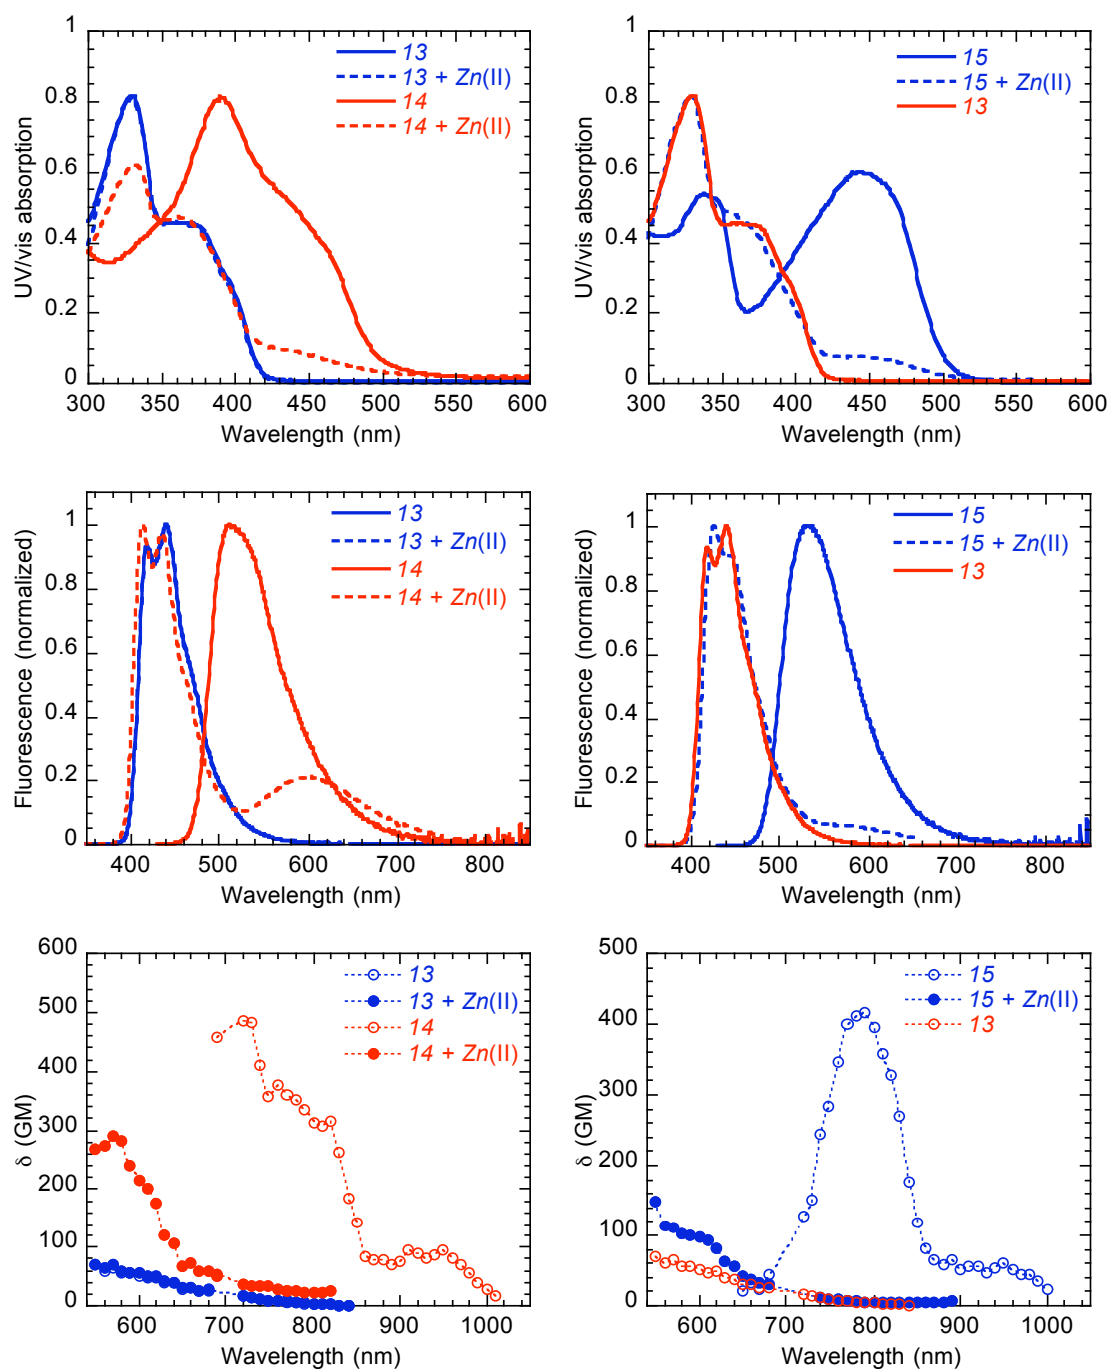 1
0.8
0.6
0.4
0.2
0
UV/vis absorption
13
13 + Zn(II)
14
14 + Zn(II)
300 350 400 450 500 550 600
Wavelength (nm)
1
0.8
0.6
0.4
0.2
0
UV/vis absorption
15
15 + Zn(II)
13
300 350 400 450 500 550 600
Wavelength (nm)
1
0.8
0.6
0.4
0.2
0
Fluorescence (normalized)
13
13 + Zn(II)
14
14 + Zn(II)
400 500 600 700 800
Wavelength (nm)
1
0.8
0.6
0.4
0.2
0
Fluorescence (normalized)
15
15 + Zn(II)
13
400 500 600 700 800
Wavelength (nm)
600
500
400
300
200
100
0
δ (GM)
13
13 + Zn(II)
14
14 + Zn(II)
600 700 800 900 1000
Wavelength (nm)
500
400
300
200
100
0
δ (GM)
15
15 + Zn(II)
13
600 700 800 900 1000
Wavelength (nm)